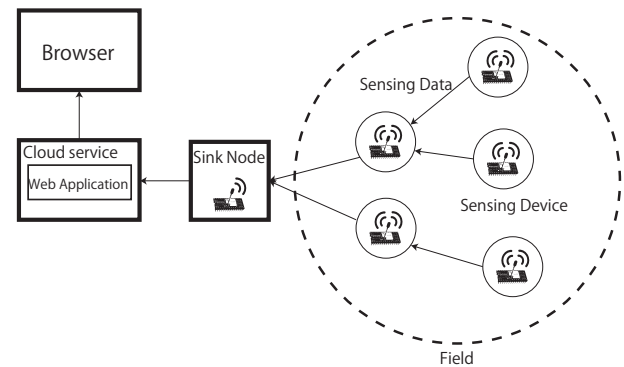 Browser
Cloud service
Web Application
Sink Node
Sensing Data
Sensing Device
Field